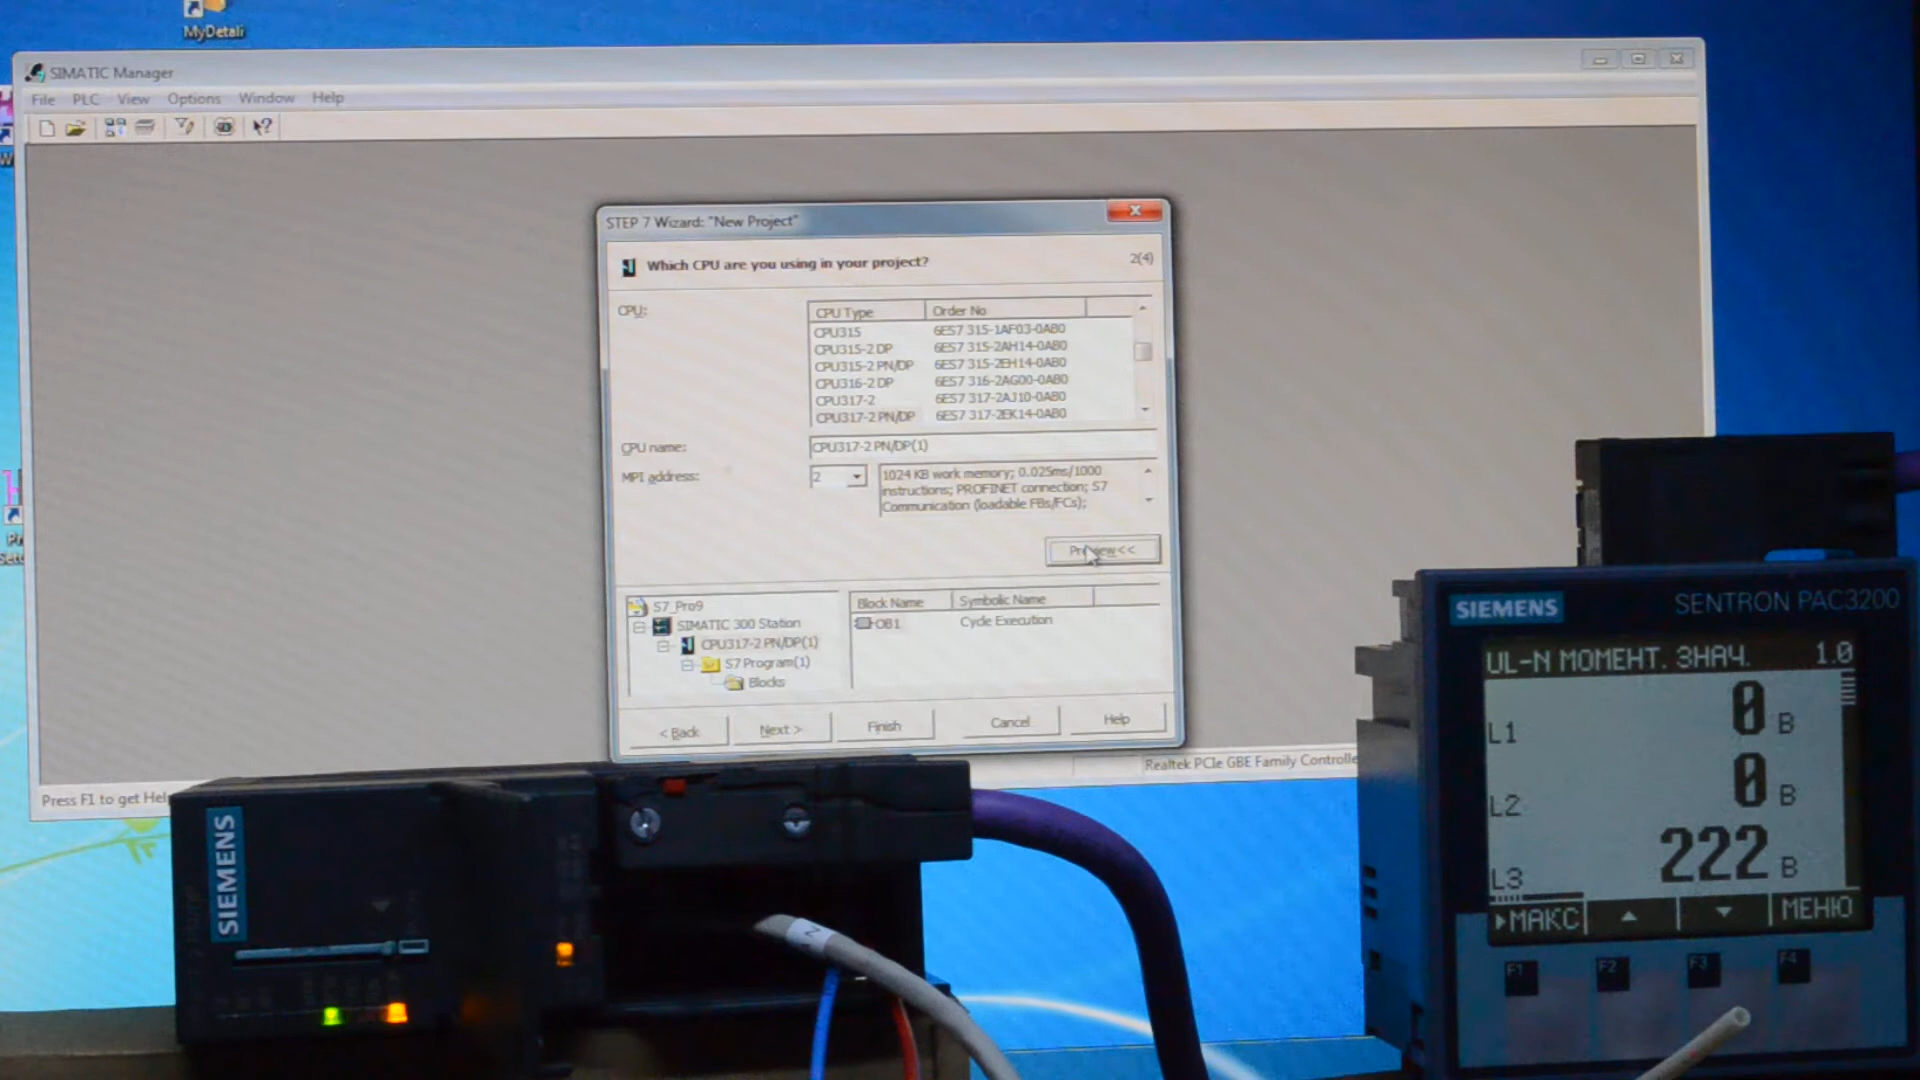 MyDetali
SIMATIC Manager
File PLC View Options Window Help
STEP 7 Wizard: "New Project"
Which CPU are you using in your project? 2(4)
CPU:
CPU Type Order No
CPU315 6ES7 315-1AF03-0AB0
CPU315-2 DP 6ES7 315-2AH14-0AB0
CPU315-2 PN/DP 6ES7 315-2EH14-0AB0
CPU316-2 DP 6ES7 316-2AG00-0AB0
CPU317-2 6ES7 317-2AJ10-0AB0
CPU317-2 PN/DP 6ES7 317-2EK14-0AB0
CPU name: CPU317-2 PN/DP(1)
MPI address: 2
1024 KB work memory; 0.025ms/1000
instructions; PROFINET connection; S7
Communication (loadable FBs/FCs);
Preview<<
S7_Pro9
SIMATIC 300 Station
CPU317-2 PN/DP(1)
S7 Program(1)
Blocks
Block Name Symbolic Name
OB1 Cycle Execution
< Back Next > Finish Cancel Help
Press F1 to get Help
Realtek PCIe GBE Family Controlle
SIEMENS
SIEMENS SENTRON PAC3200
UL-N МОМЕНТ. ЗНАЧ. 1.0
L1 0 В
L2 0 В
L3 222 В
МАКС МЕНЮ
F1 F2 F3 F4